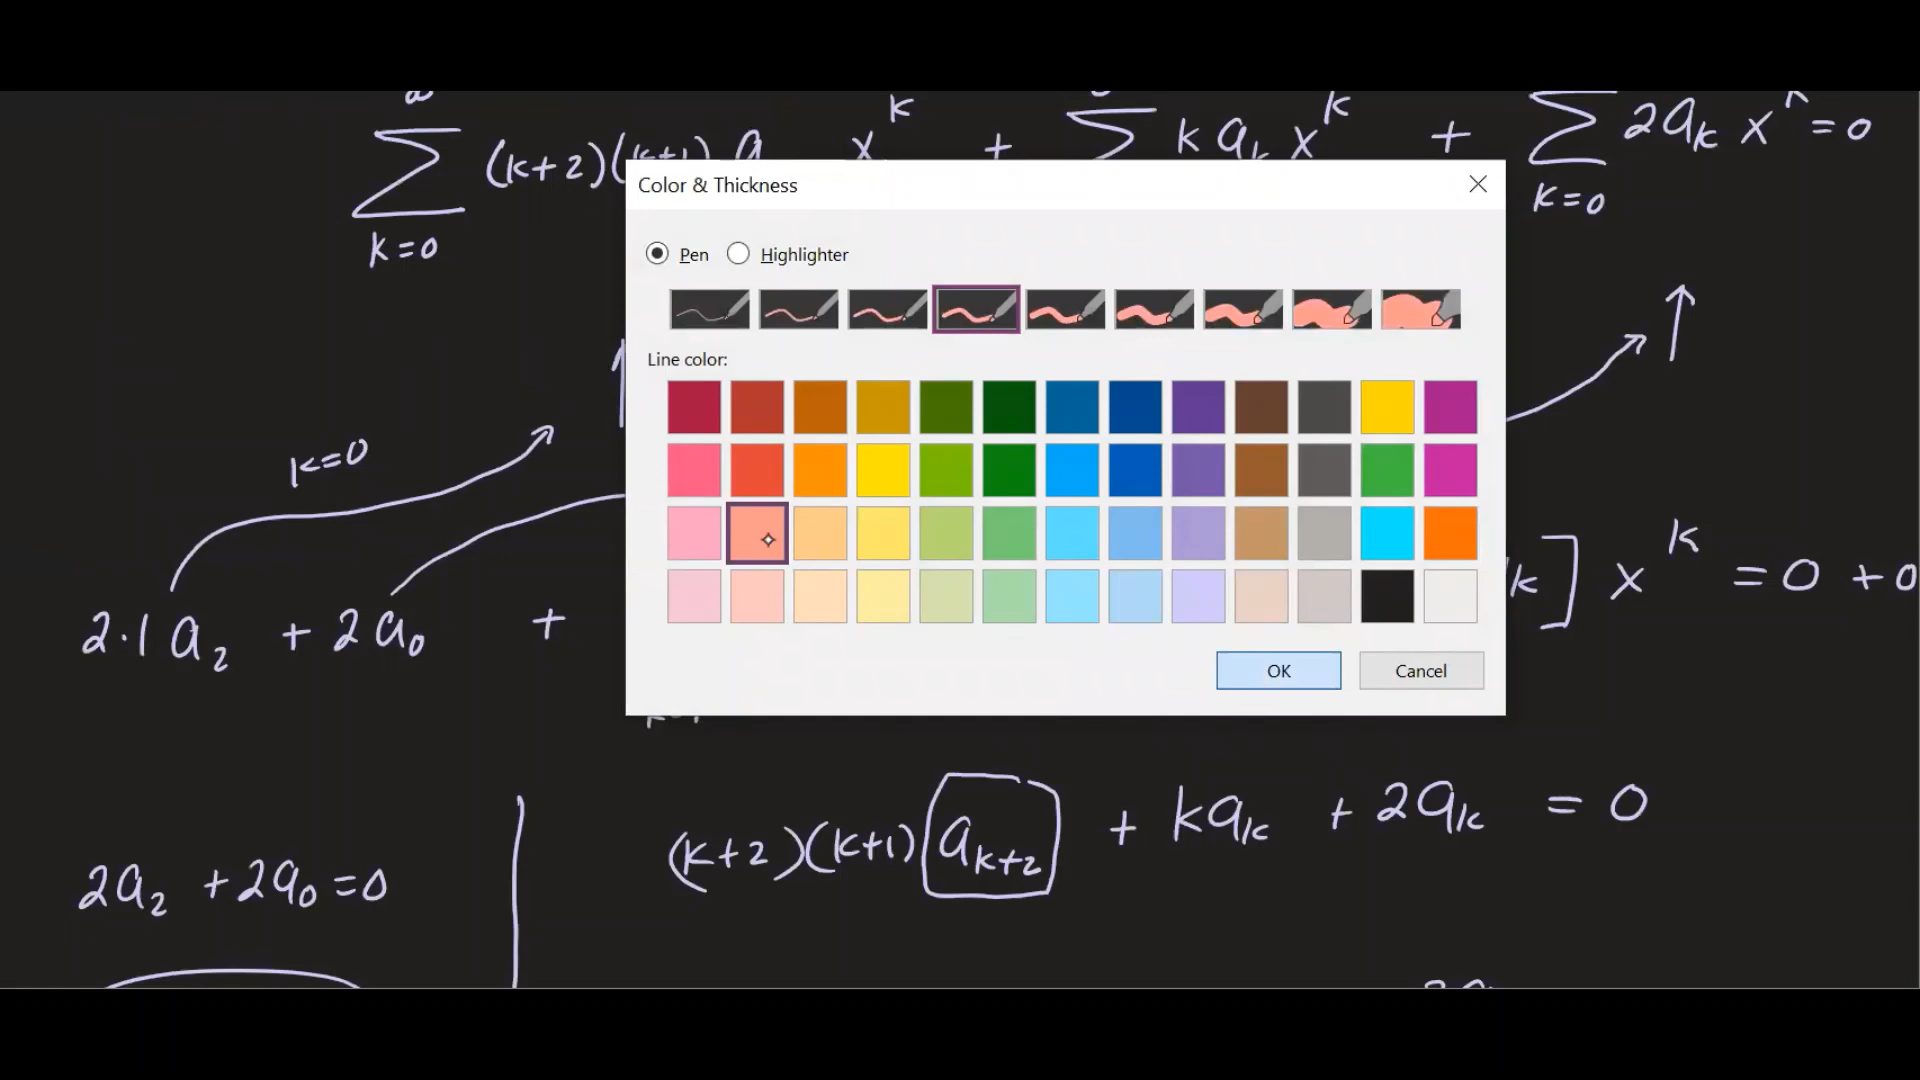 ∞
∑ (k+2)(k+1) a x^k + ∑ k a_k x^k + ∑ 2a_k x^k = 0
k=0
k=0
Color & Thickness
Pen Highlighter
Line color:
k=0
k] x^k = 0 + 0
2·1 a_2 + 2a_0 +
OK Cancel
(k+2)(k+1) a_{k+2} + k a_k + 2a_k = 0
2a_2 + 2a_0 = 0